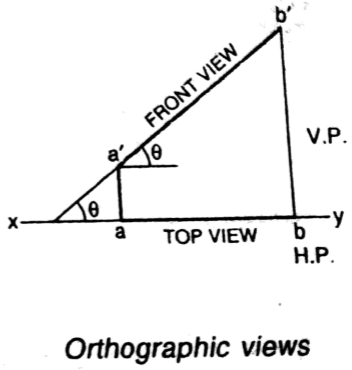 b'
FRONT VIEW
a'
θ
V.P.
θ
x
y
a
TOP VIEW
b
H.P.
Orthographic views